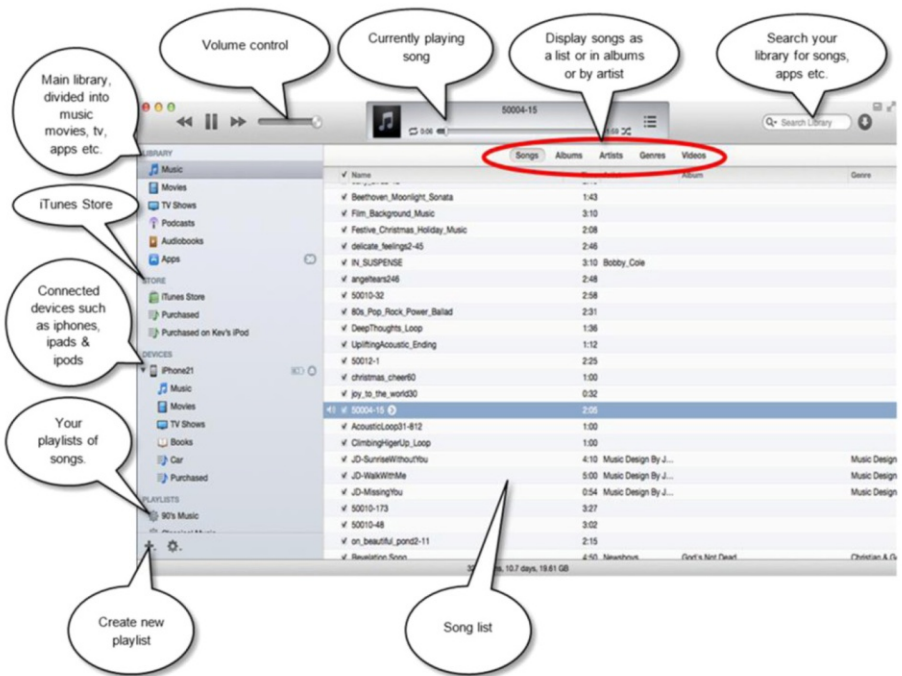 Volume control
Currently playing
song
Display songs as
a list or in albums
or by artist
Search your
library for songs,
apps etc.
Main library,
divided into
music
movies, tv,
apps etc.
iTunes Store
Connected
devices such
as iphones,
ipads &
ipods
Your
playlists of
songs.
Create new
playlist
Song list
50004-15
0:06
Search Library
Songs Albums Artists Genres Videos
LIBRARY
Music
Movies
TV Shows
Podcasts
Audiobooks
Apps
STORE
iTunes Store
Purchased
Purchased on Kev's iPod
DEVICES
iPhone21
Music
Movies
TV Shows
Books
Car
Purchased
PLAYLISTS
90's Music
Classical Music
Name Album Genre
Beethoven_Moonlight_Sonata 1:43
Film_Background_Music 3:10
Festive_Christmas_Holiday_Music 2:08
delicate_feelings2-45 2:46
IN_SUSPENSE 3:10 Bobby_Cole
angeltears246 2:48
50010-32 2:58
80s_Pop_Rock_Power_Ballad 2:31
DeepThoughts_Loop 1:36
UpliftingAcoustic_Ending 1:12
50012-1 2:25
christmas_cheer60 1:00
joy_to_the_world30 0:32
50004-15 2:05
AcousticLoop31-812 1:00
ClimbingHigerUp_Loop 1:00
JD-SunriseWithoutYou 4:10 Music Design By J... Music Design
JD-WalkWithMe 5:00 Music Design By J... Music Design
JD-MissingYou 0:54 Music Design By J... Music Design
50010-173 3:27
50010-48 3:02
on_beautiful_pond2-11 2:15
Revelation Song 4:50 Newsboys God's Not Dead Christian & G
10.7 days, 19.61 GB